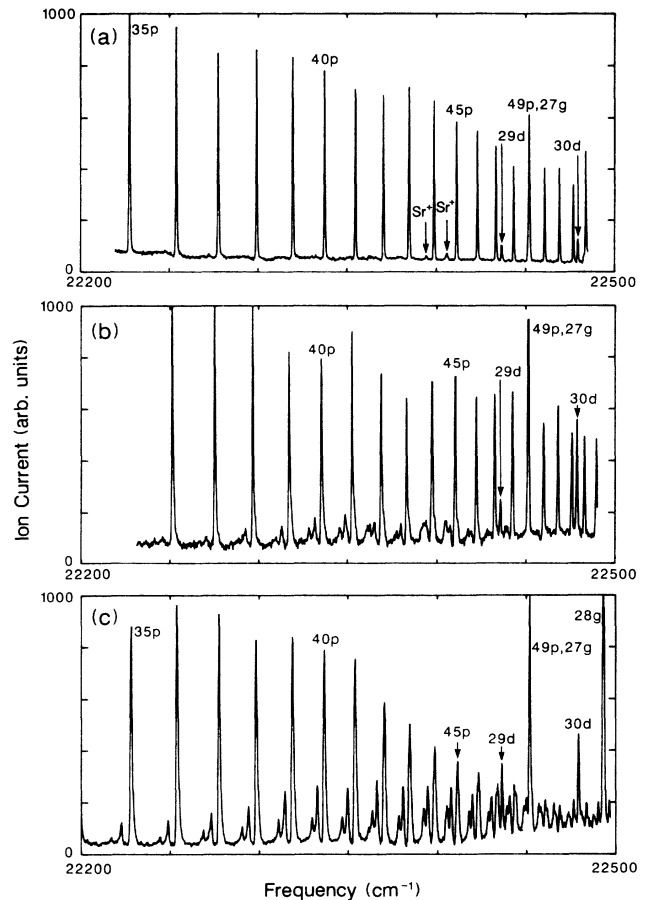 (a)
1000
35p
40p
45p
49p,27g
29d
30d
Sr+
Sr+
0
22200
22500
(b)
1000
40p
45p
49p,27g
29d
30d
0
22200
22500
(c)
1000
35p
40p
45p
29d
49p,27g
28g
30d
0
22200
22500
Ion Current (arb. units)
Frequency (cm⁻¹)